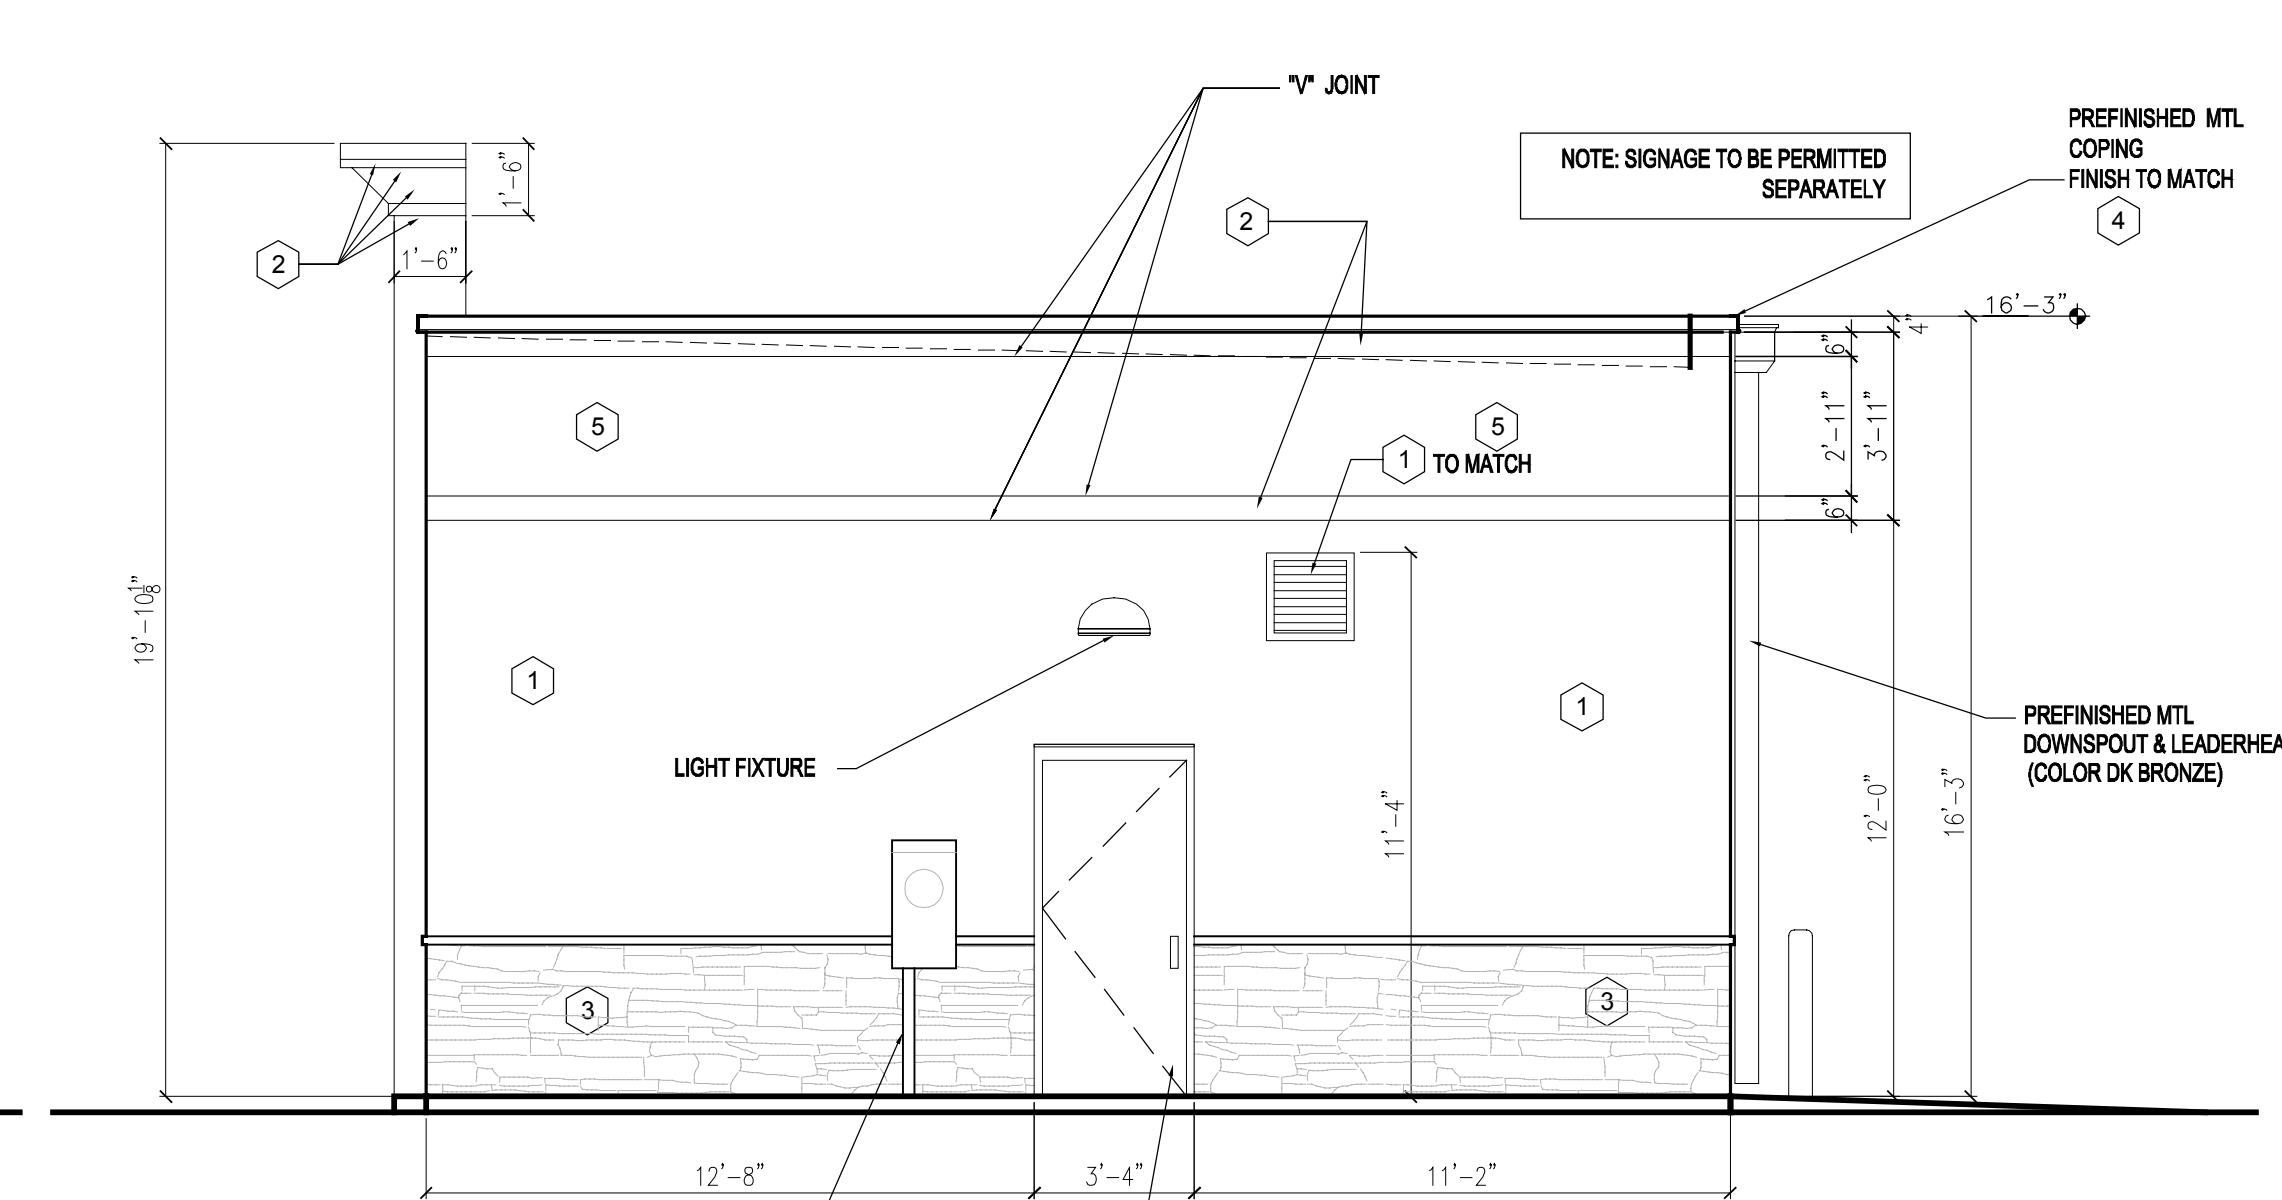 "V" JOINT
PREFINISHED MTL
COPING
FINISH TO MATCH
4
NOTE: SIGNAGE TO BE PERMITTED
SEPARATELY
1'-6"
2
1'-6"
2
16'-3"
4"
6"
2'-11"
3'-11"
6"
5
5
1 TO MATCH
19'-10 1/8"
1
1
LIGHT FIXTURE
PREFINISHED MTL
DOWNSPOUT & LEADERHEA
(COLOR DK BRONZE)
11'-4"
12'-0"
16'-3"
3
3
12'-8"
3'-4"
11'-2"